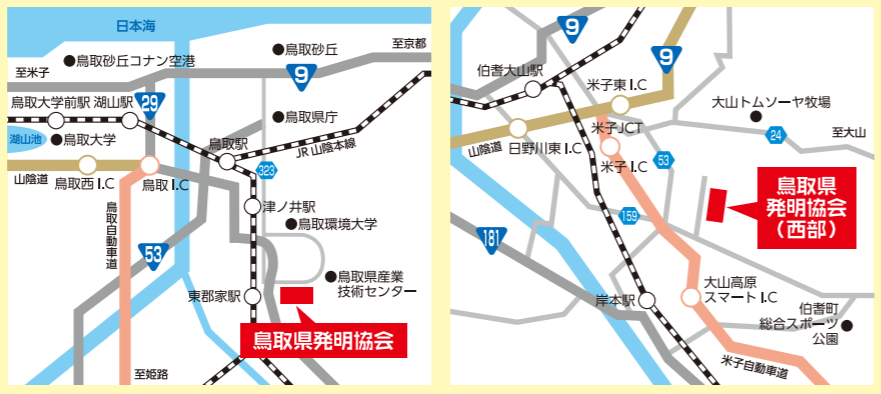 日本海
鳥取砂丘コナン空港
鳥取砂丘
至京都
至米子
9
鳥取大学前駅
湖山駅
29
鳥取県庁
湖山池
鳥取大学
鳥取駅
JR山陰本線
山陰道
鳥取西I.C
鳥取I.C
323
鳥取自動車道
津ノ井駅
鳥取環境大学
53
東郡家駅
鳥取県産業
技術センター
鳥取県発明協会
至姫路
9
9
伯耆大山駅
米子東I.C
大山トムソーヤ牧場
米子JCT
24
至大山
山陰道
日野川東I.C
米子I.C
53
鳥取県
発明協会
(西部)
159
181
大山高原
スマートI.C
岸本駅
伯耆町
総合スポーツ
公園
米子自動車道